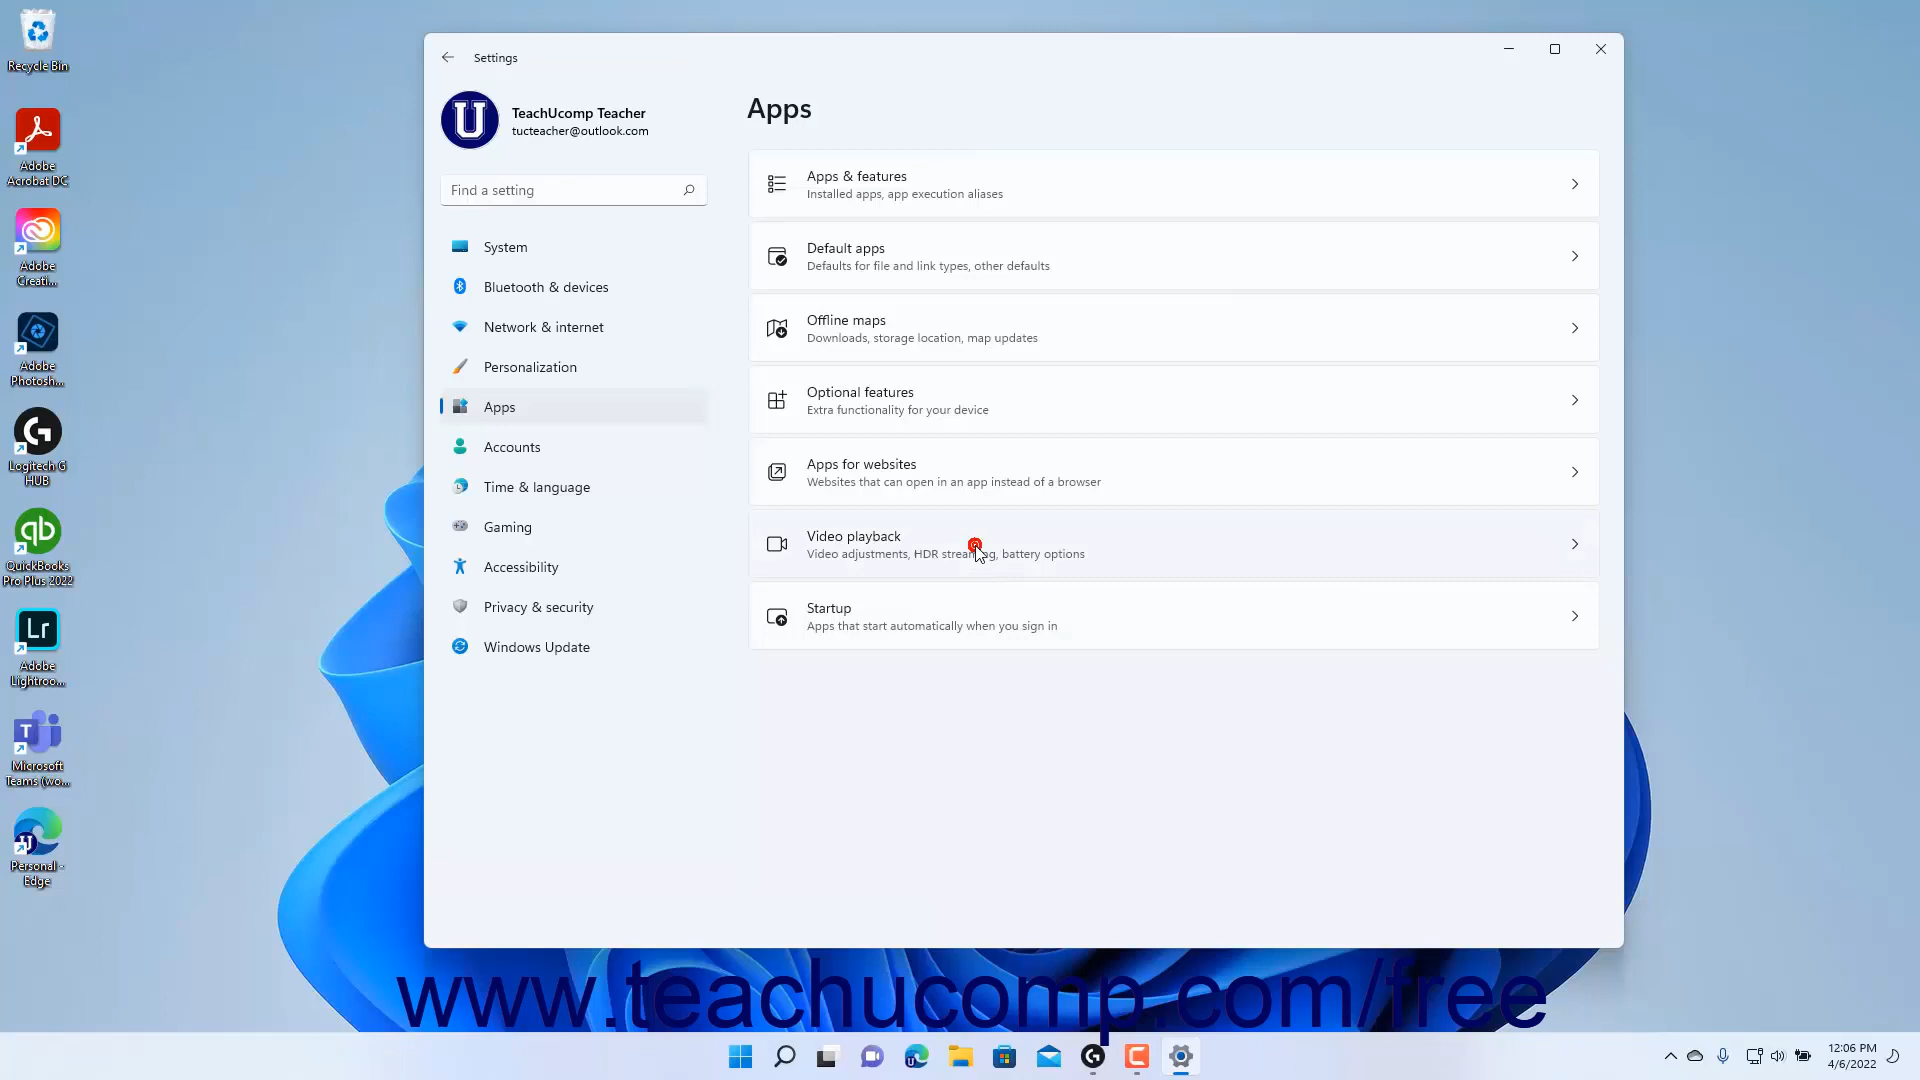 Recycle Bin
Adobe
Acrobat DC
Adobe
Creati...
Adobe
Photosh...
Logitech G
HUB
QuickBooks
Pro Plus 2022
Lr
Adobe
Lightroo...
Microsoft
Teams (wo...
Personal -
Edge
Settings
U
TeachUcomp Teacher
tucteacher@outlook.com
Find a setting
System
Bluetooth & devices
Network & internet
Personalization
Apps
Accounts
Time & language
Gaming
Accessibility
Privacy & security
Windows Update
Apps
Apps & features
Installed apps, app execution aliases
Default apps
Defaults for file and link types, other defaults
Offline maps
Downloads, storage location, map updates
Optional features
Extra functionality for your device
Apps for websites
Websites that can open in an app instead of a browser
Video playback
Video adjustments, HDR streaming, battery options
Startup
Apps that start automatically when you sign in
www.teachucomp.com/free
12:06 PM
4/6/2022